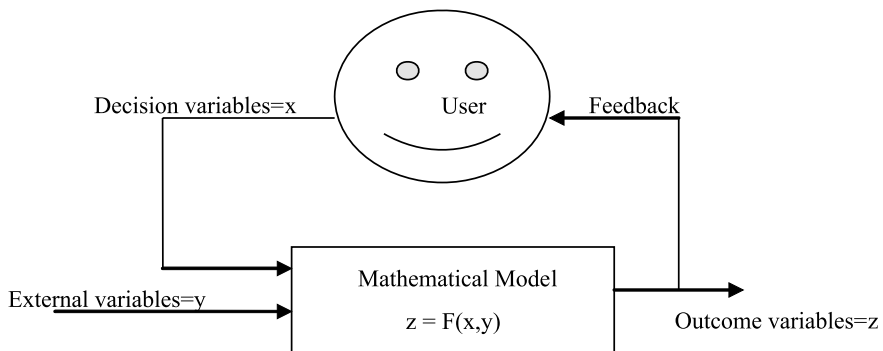 Decision variables=x
User
Feedback
Mathematical Model
External variables=y
z = F(x,y)
Outcome variables=z